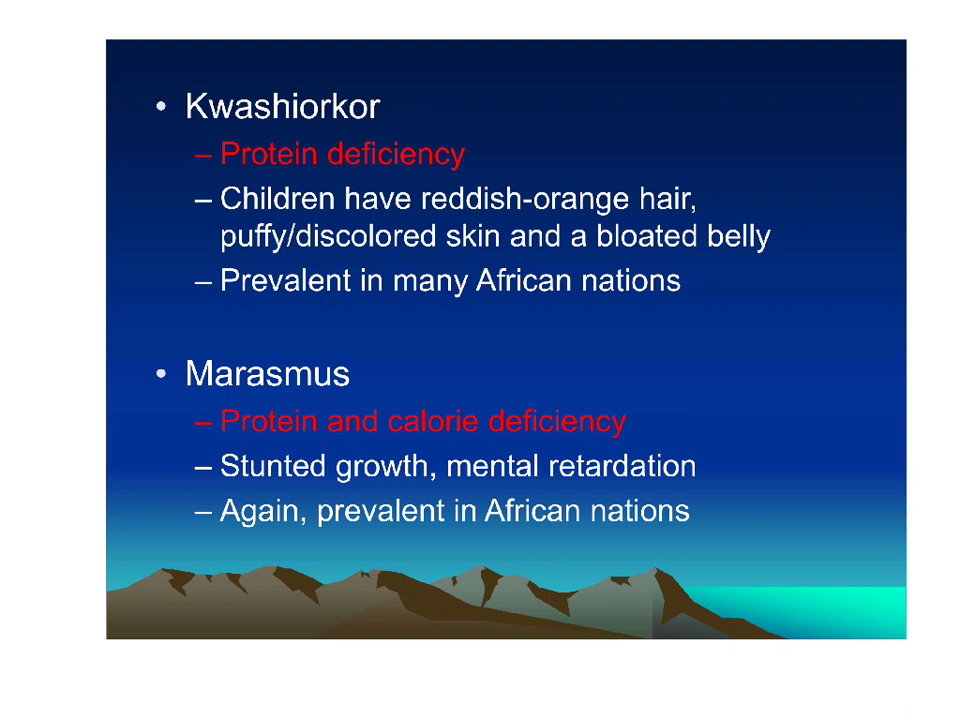 • Kwashiorkor
– Protein deficiency
– Children have reddish-orange hair,
puffy/discolored skin and a bloated belly
– Prevalent in many African nations
• Marasmus
– Protein and calorie deficiency
– Stunted growth, mental retardation
– Again, prevalent in African nations